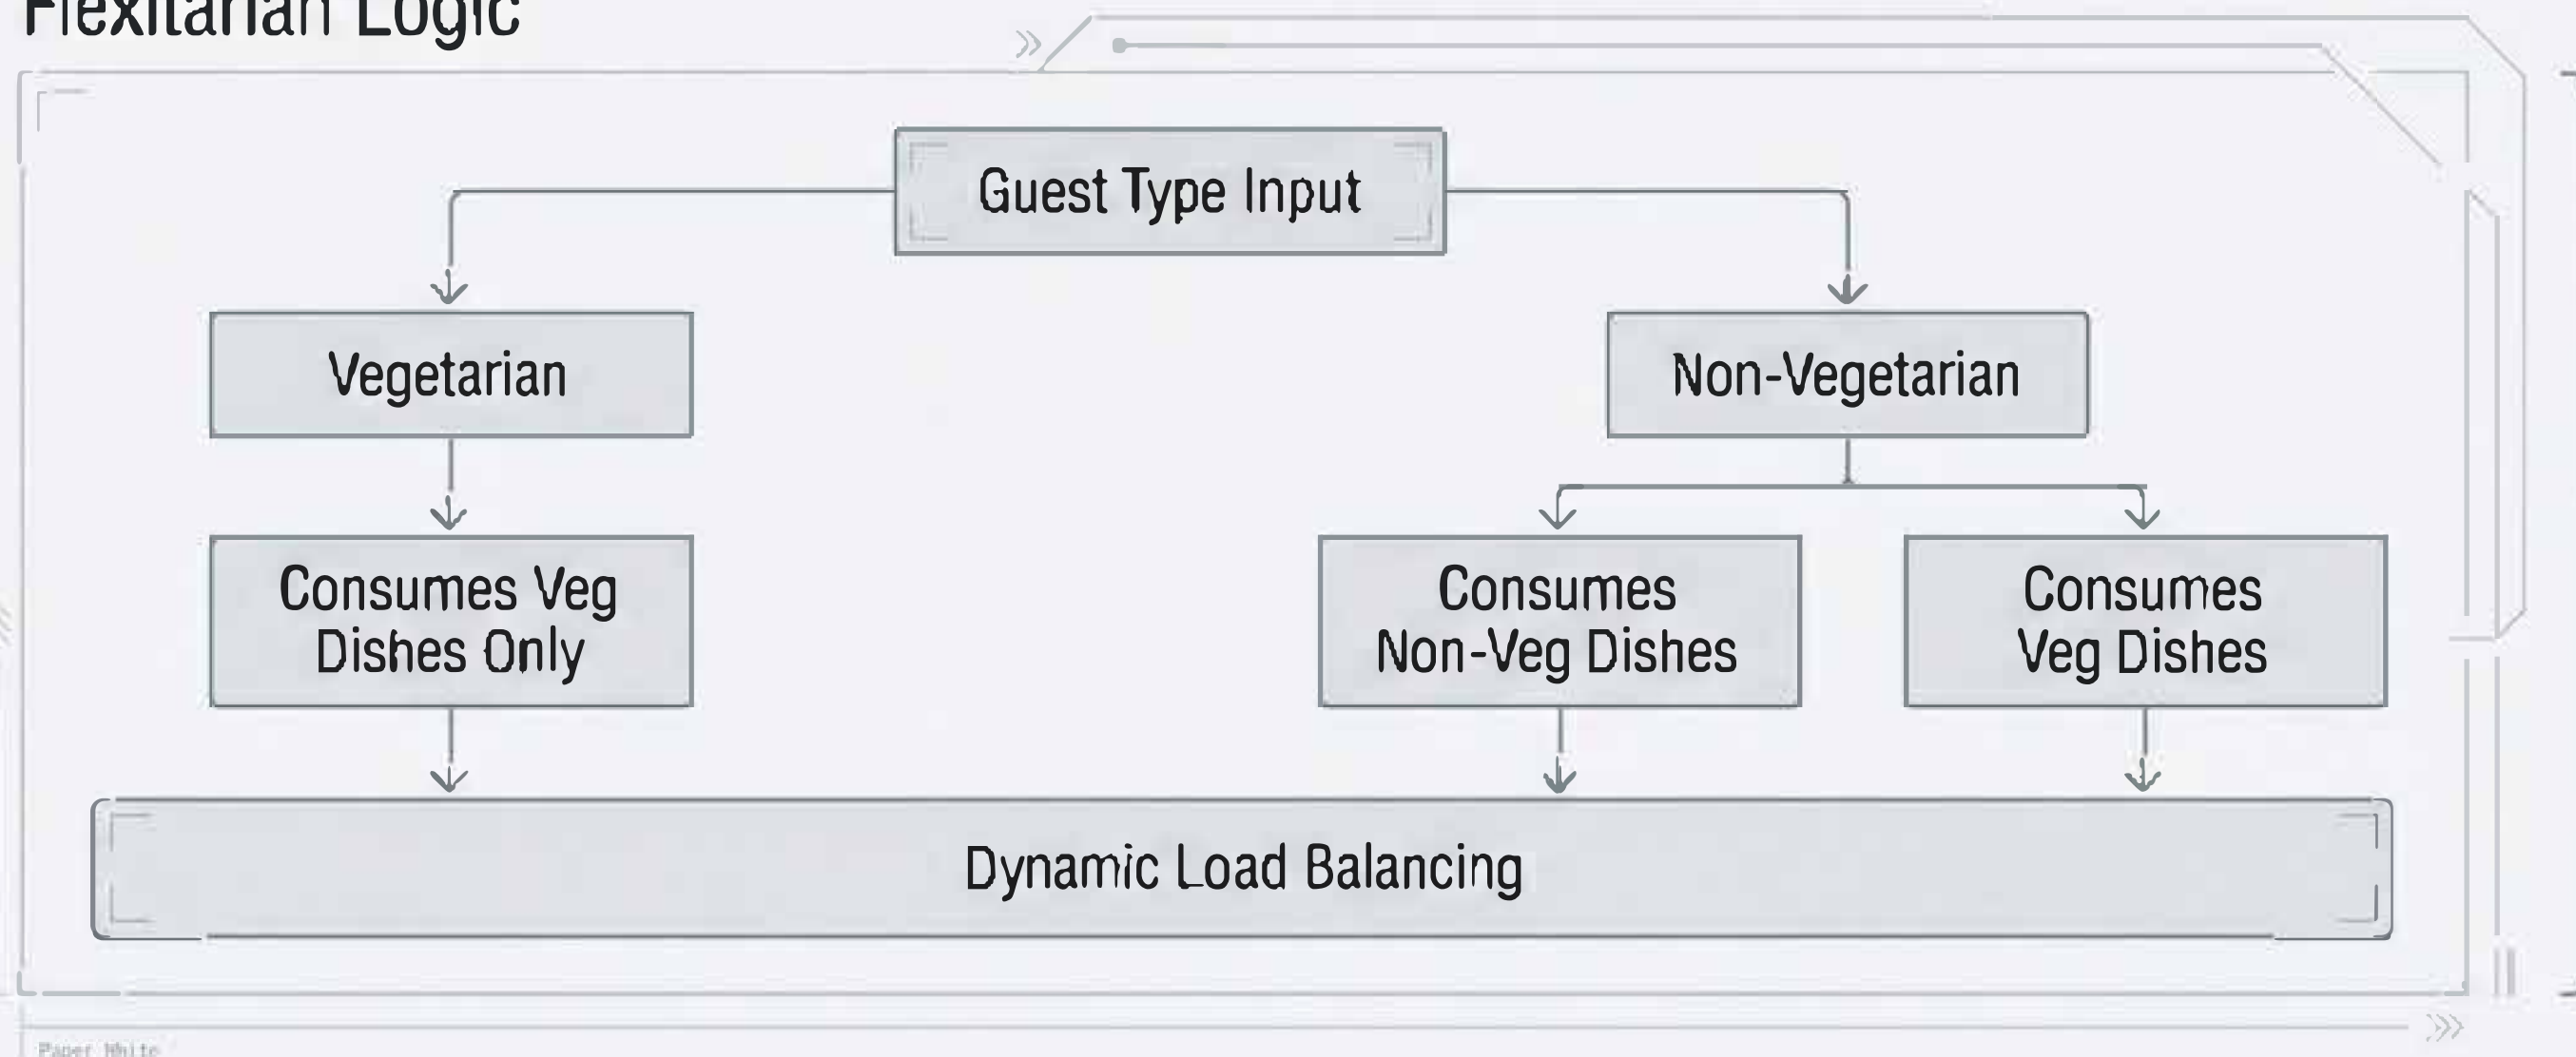 Flexitarian Logic
Guest Type Input
Vegetarian
Non-Vegetarian
Consumes Veg
Dishes Only
Consumes
Non-Veg Dishes
Consumes
Veg Dishes
Dynamic Load Balancing
Paper White